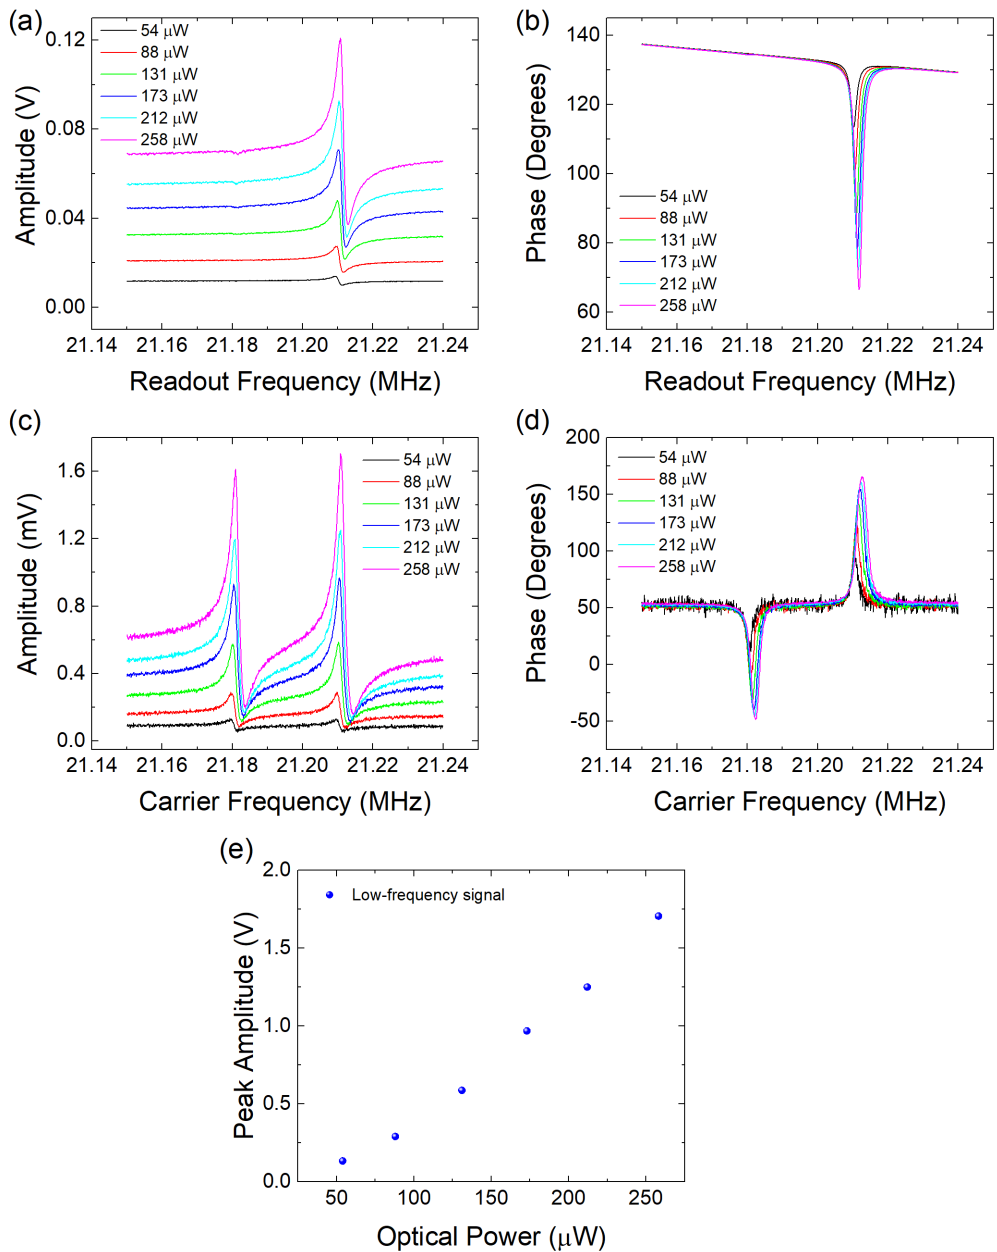 (a)
0.12
0.08
0.04
0.00
Amplitude (V)
54 μW
88 μW
131 μW
173 μW
212 μW
258 μW
21.14 21.16 21.18 21.20 21.22 21.24
Readout Frequency (MHz)
(b)
140
120
100
80
60
Phase (Degrees)
54 μW
88 μW
131 μW
173 μW
212 μW
258 μW
21.14 21.16 21.18 21.20 21.22 21.24
Readout Frequency (MHz)
(c)
1.6
1.2
0.8
0.4
0.0
Amplitude (mV)
54 μW
88 μW
131 μW
173 μW
212 μW
258 μW
21.14 21.16 21.18 21.20 21.22 21.24
Carrier Frequency (MHz)
(d)
200
150
100
50
0
-50
Phase (Degrees)
54 μW
88 μW
131 μW
173 μW
212 μW
258 μW
21.14 21.16 21.18 21.20 21.22 21.24
Carrier Frequency (MHz)
(e)
2.0
1.5
1.0
0.5
0.0
Peak Amplitude (V)
Low-frequency signal
50 100 150 200 250
Optical Power (μW)